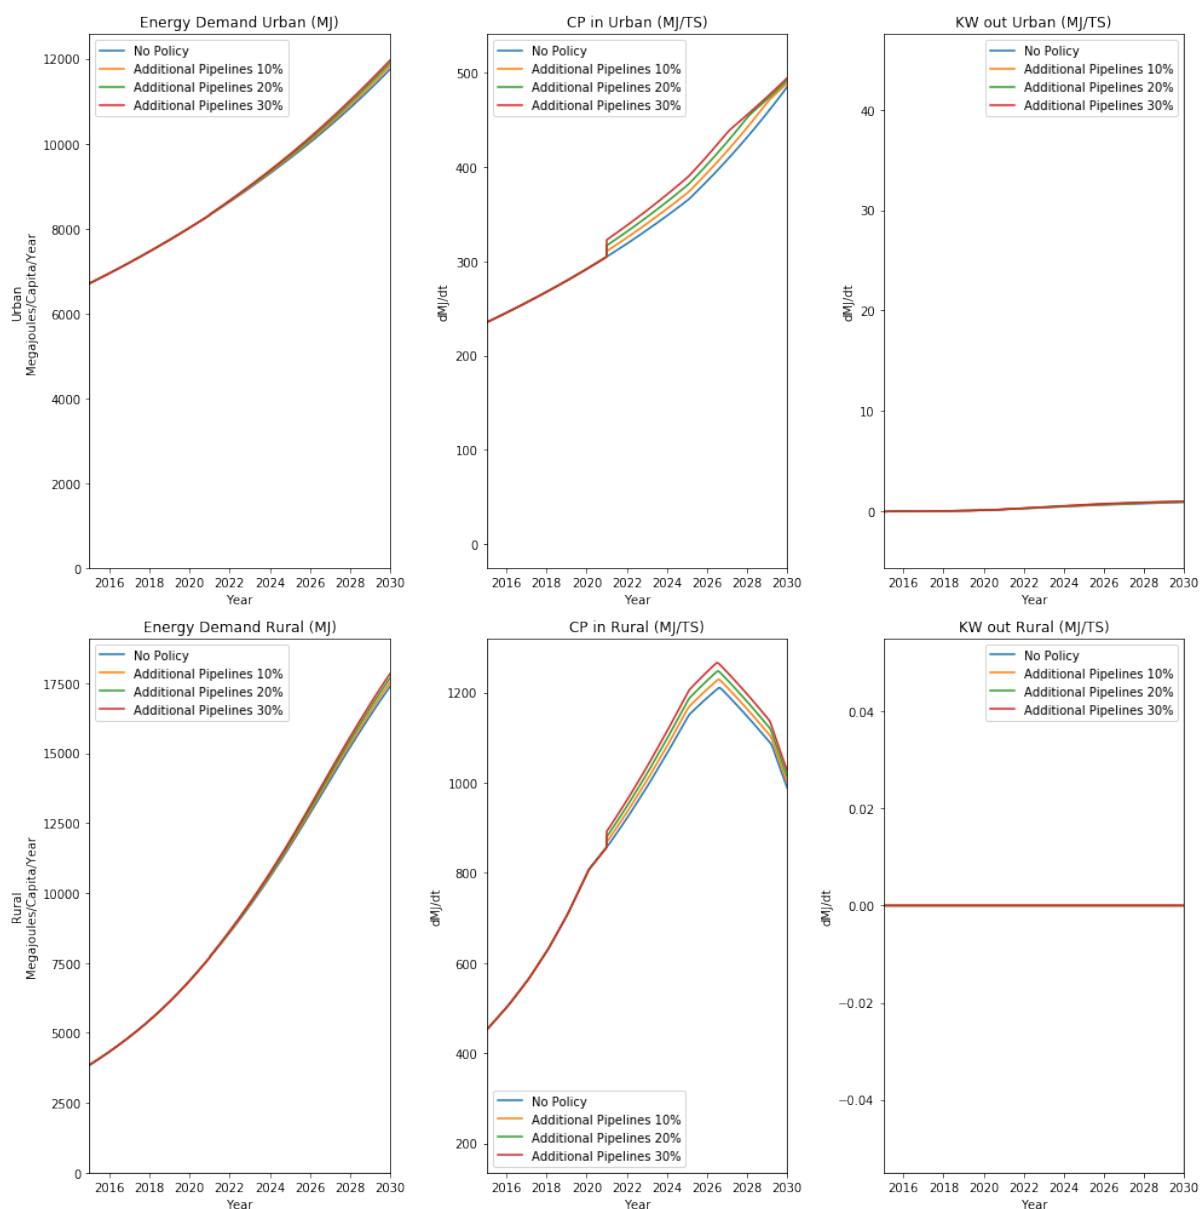 Energy Demand Urban (MJ)
No Policy
Additional Pipelines 10%
Additional Pipelines 20%
Additional Pipelines 30%
12000
10000
8000
6000
4000
2000
0
Urban
Megajoules/Capita/Year
2016 2018 2020 2022 2024 2026 2028 2030
Year
CP in Urban (MJ/TS)
No Policy
Additional Pipelines 10%
Additional Pipelines 20%
Additional Pipelines 30%
500
400
300
200
100
0
dMJ/dt
2016 2018 2020 2022 2024 2026 2028 2030
Year
KW out Urban (MJ/TS)
No Policy
Additional Pipelines 10%
Additional Pipelines 20%
Additional Pipelines 30%
40
30
20
10
0
dMJ/dt
2016 2018 2020 2022 2024 2026 2028 2030
Year
Energy Demand Rural (MJ)
No Policy
Additional Pipelines 10%
Additional Pipelines 20%
Additional Pipelines 30%
17500
15000
12500
10000
7500
5000
2500
0
Rural
Megajoules/Capita/Year
2016 2018 2020 2022 2024 2026 2028 2030
Year
CP in Rural (MJ/TS)
1200
1000
800
600
400
200
dMJ/dt
No Policy
Additional Pipelines 10%
Additional Pipelines 20%
Additional Pipelines 30%
2016 2018 2020 2022 2024 2026 2028 2030
Year
KW out Rural (MJ/TS)
No Policy
Additional Pipelines 10%
Additional Pipelines 20%
Additional Pipelines 30%
0.04
0.02
0.00
−0.02
−0.04
dMJ/dt
2016 2018 2020 2022 2024 2026 2028 2030
Year